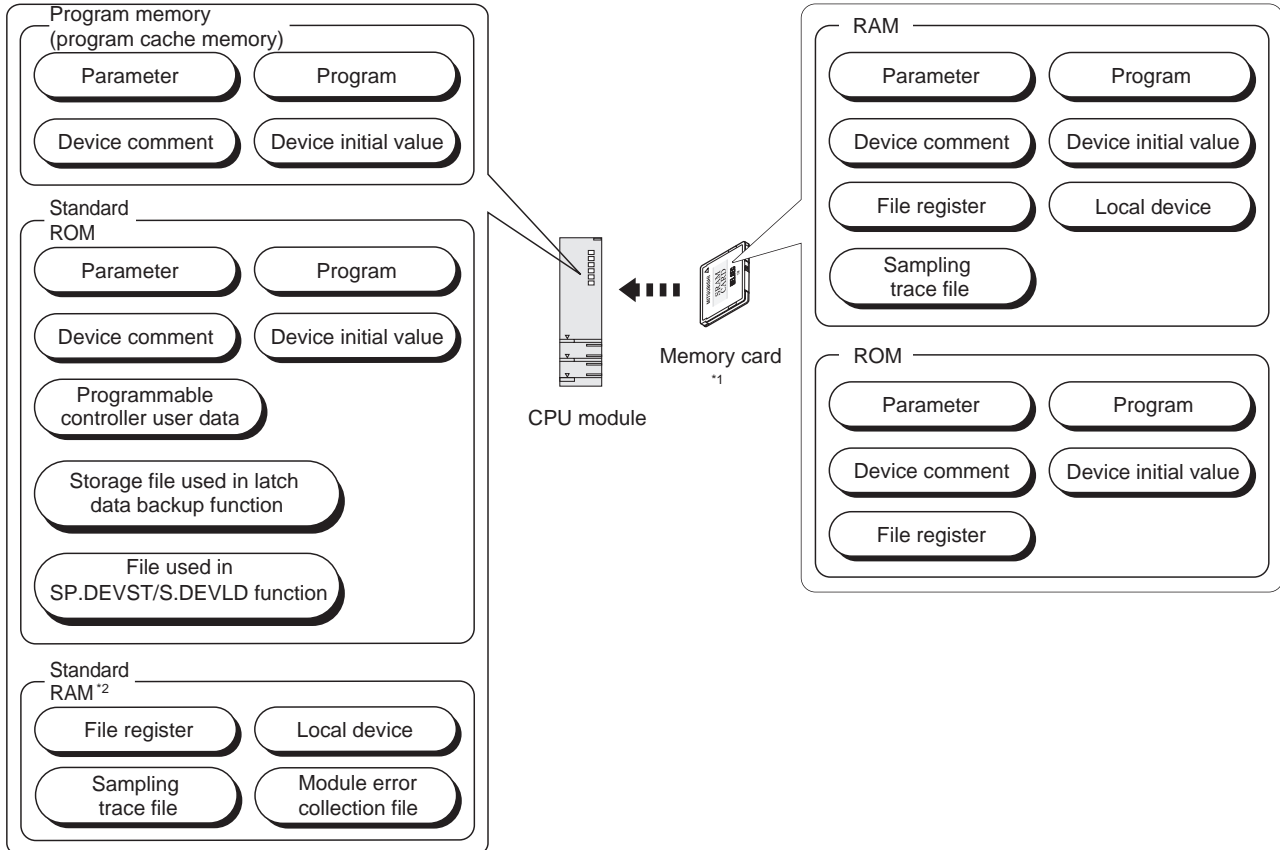 Program memory
(program cache memory)
Parameter
Program
Device comment
Device initial value
Standard
ROM
Parameter
Program
Device comment
Device initial value
Programmable
controller user data
Storage file used in latch
data backup function
File used in
SP.DEVST/S.DEVLD function
Standard
RAM *2
File register
Local device
Sampling
trace file
Module error
collection file
CPU module
MITSUBISHI
SRAM
CARD
Memory card
*1
RAM
Parameter
Program
Device comment
Device initial value
File register
Local device
Sampling
trace file
ROM
Parameter
Program
Device comment
Device initial value
File register